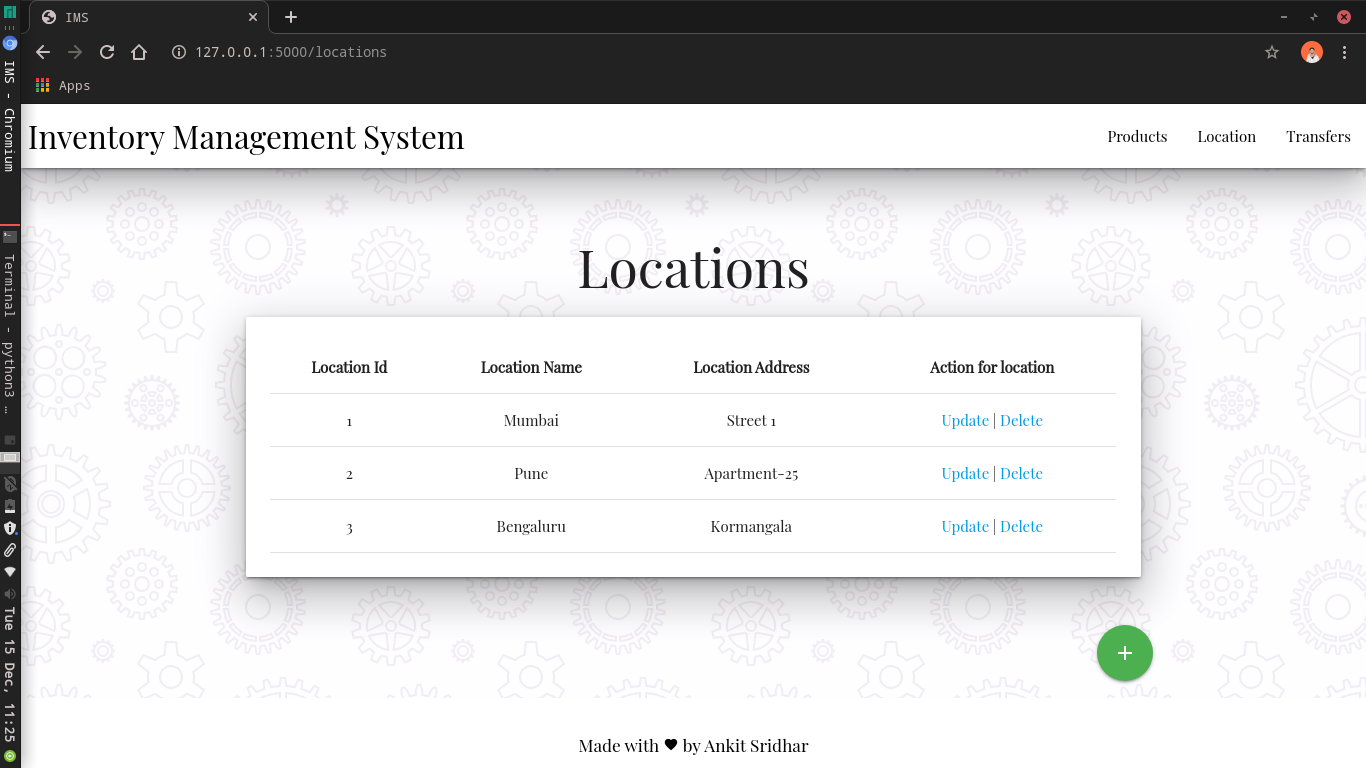 IMS
127.0.0.1:5000/locations
Apps
IMS - Chromium
Terminal - python3 …
Tue 15 Dec, 11:25
Inventory Management System
Products Location Transfers
Locations
Location Id Location Name Location Address Action for location
1 Mumbai Street 1 Update | Delete
2 Pune Apartment-25 Update | Delete
3 Bengaluru Kormangala Update | Delete
+
Made with ♥ by Ankit Sridhar